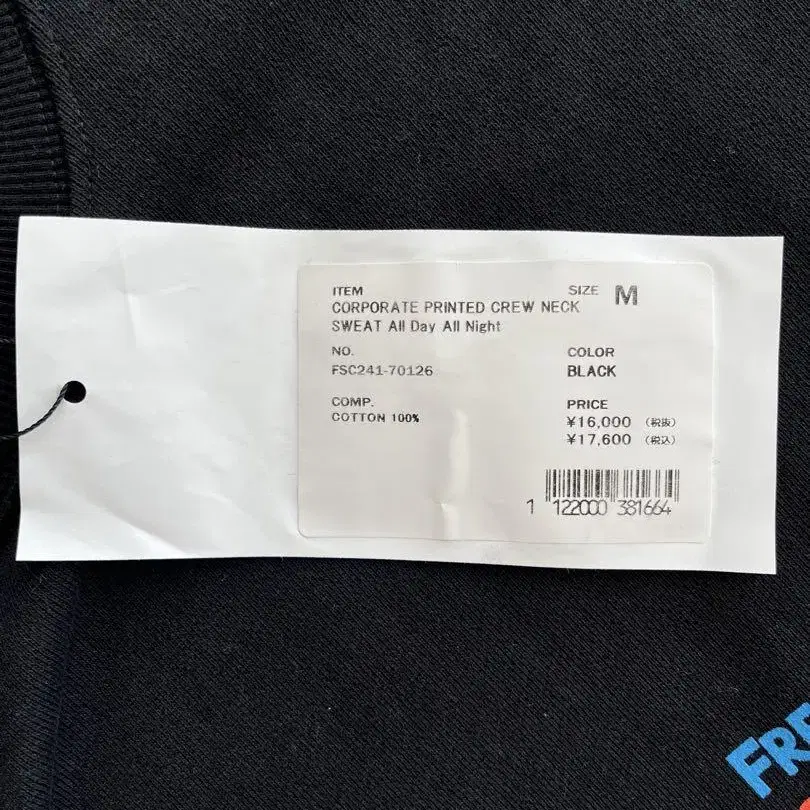 ITEM
CORPORATE PRINTED CREW NECK
SWEAT All Day All Night
SIZE M
NO.
FSC241-70126
COLOR
BLACK
COMP.
COTTON 100%
PRICE
¥16,000 (税抜)
¥17,600 (税込)
1 122000 381664